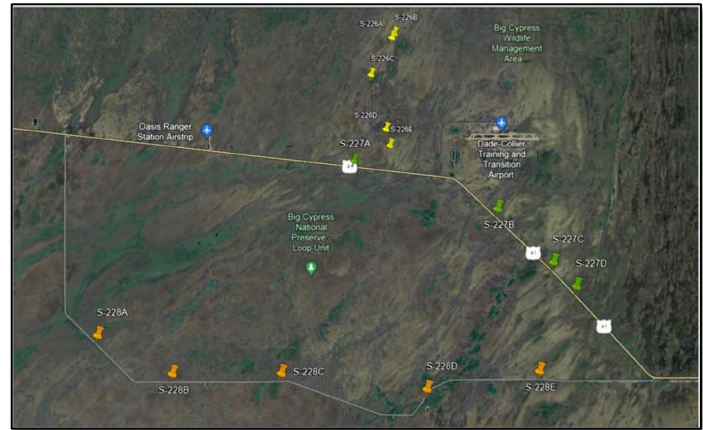 S-226A
S-226B
Big Cypress
Wildlife
Management
Area
S-226C
S-226D
S-226E
Oasis Ranger
Station Airstrip
S-227A
41
Dade-Collier
Training and
Transition
Airport
Big Cypress
National
Preserve -
Loop Unit
S-227B
S-227C
41
S-227D
S-228A
41
S-228B
S-228C
S-228D
S-228E